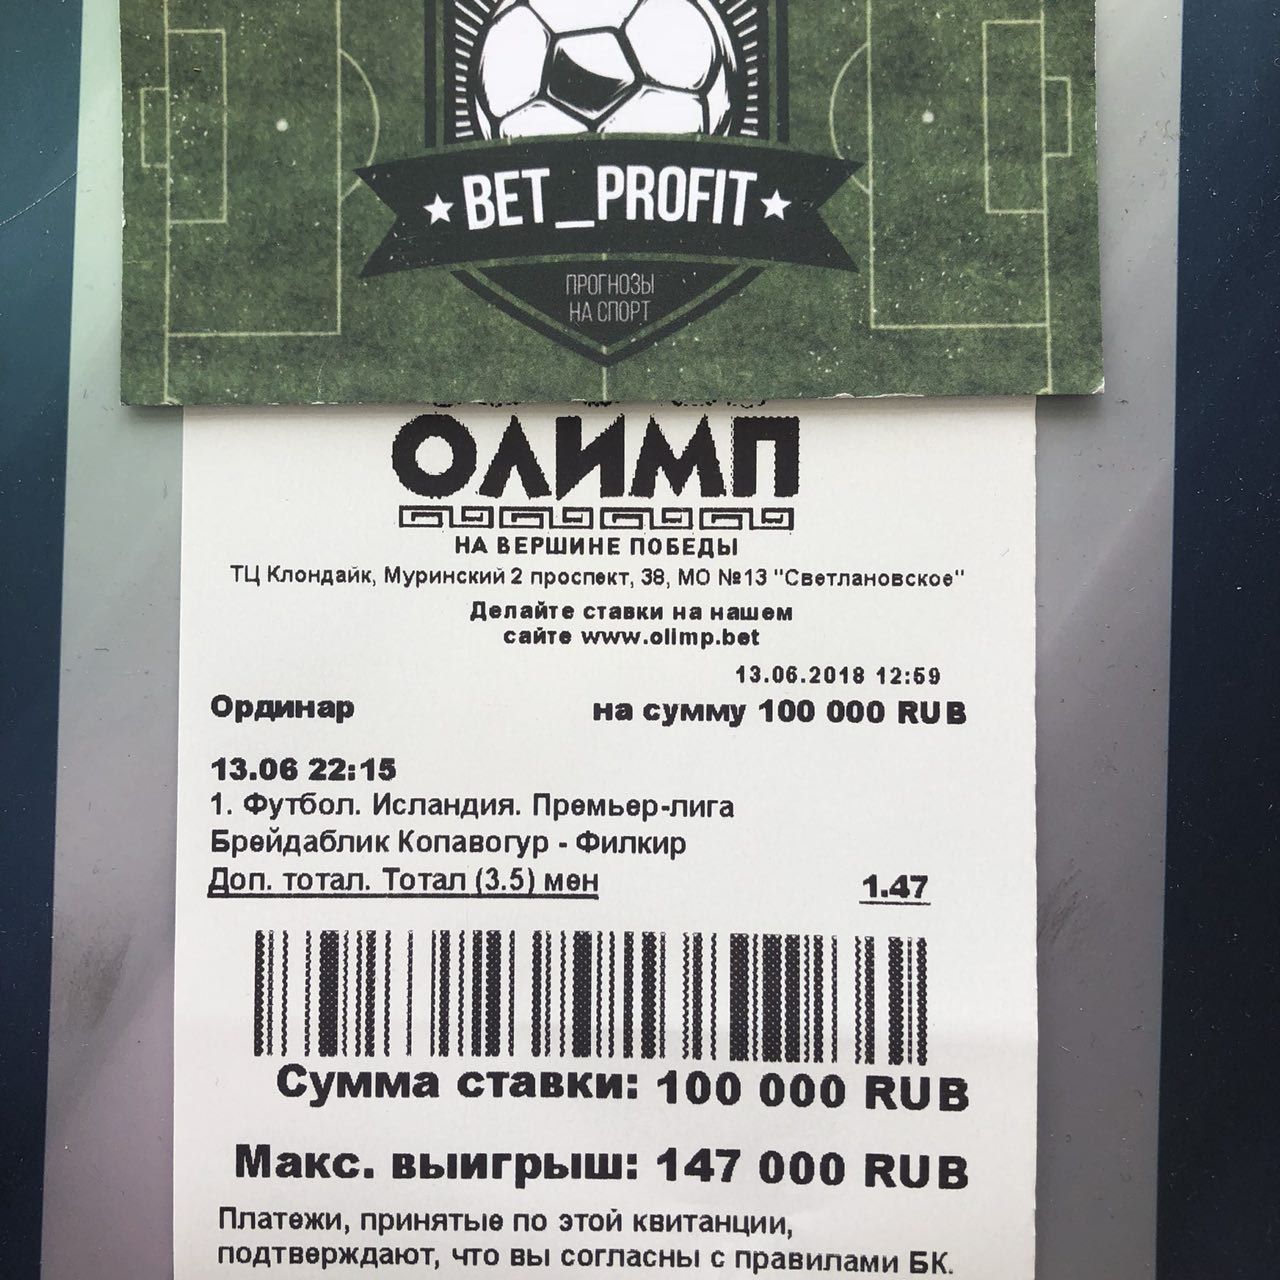 BET_PROFIT
ПРОГНОЗЫ
НА СПОРТ
ОЛИМП
НА ВЕРШИНЕ ПОБЕДЫ
ТЦ Клондайк, Муринский 2 проспект, 38, МО №13 "Светлановское"
Делайте ставки на нашем
сайте www.olimp.bet
13.06.2018 12:59
Ординар на сумму 100 000 RUB
13.06 22:15
1. Футбол. Исландия. Премьер-лига
Брейдаблик Копавогур - Филкир
Доп. тотал. Тотал (3.5) мен 1.47
Сумма ставки: 100 000 RUB
Макс. выигрыш: 147 000 RUB
Платежи, принятые по этой квитанции,
подтверждают, что вы согласны с правилами БК.